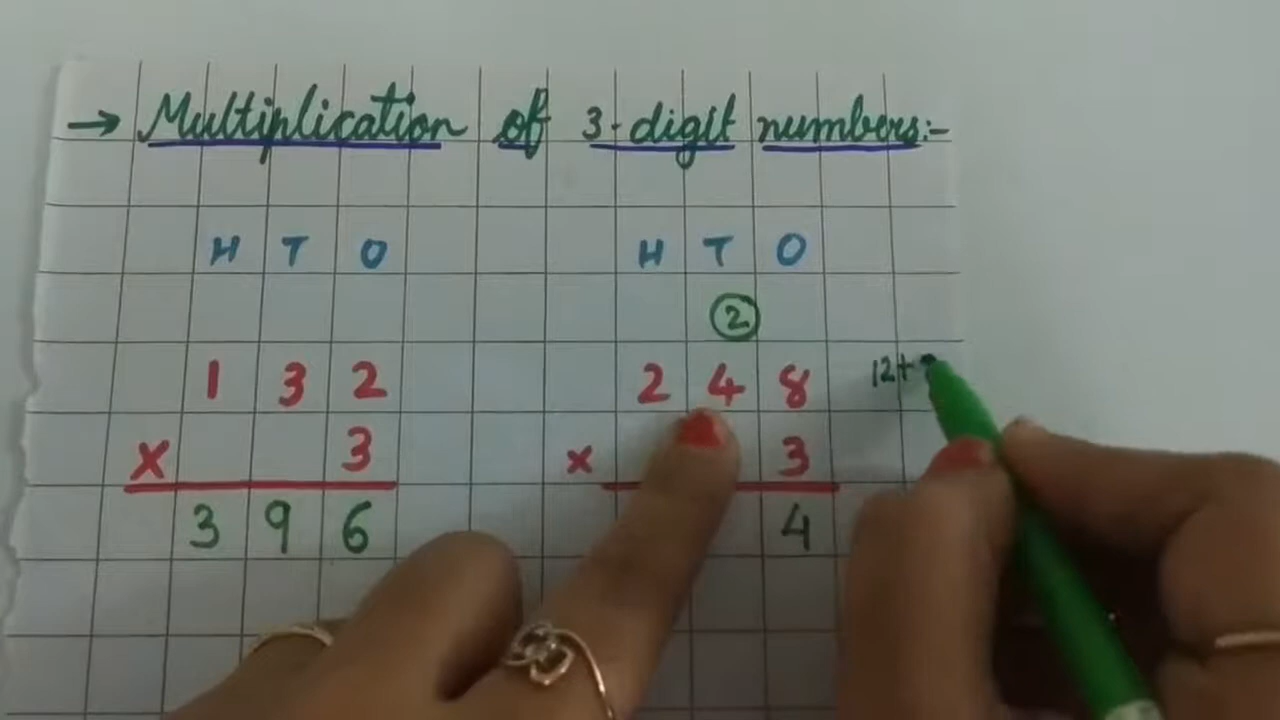 → Multiplication of 3-digit numbers:-
H T O H T O
2
1 3 2 2 4 8 12+
x 3 x 3
3 9 6 4